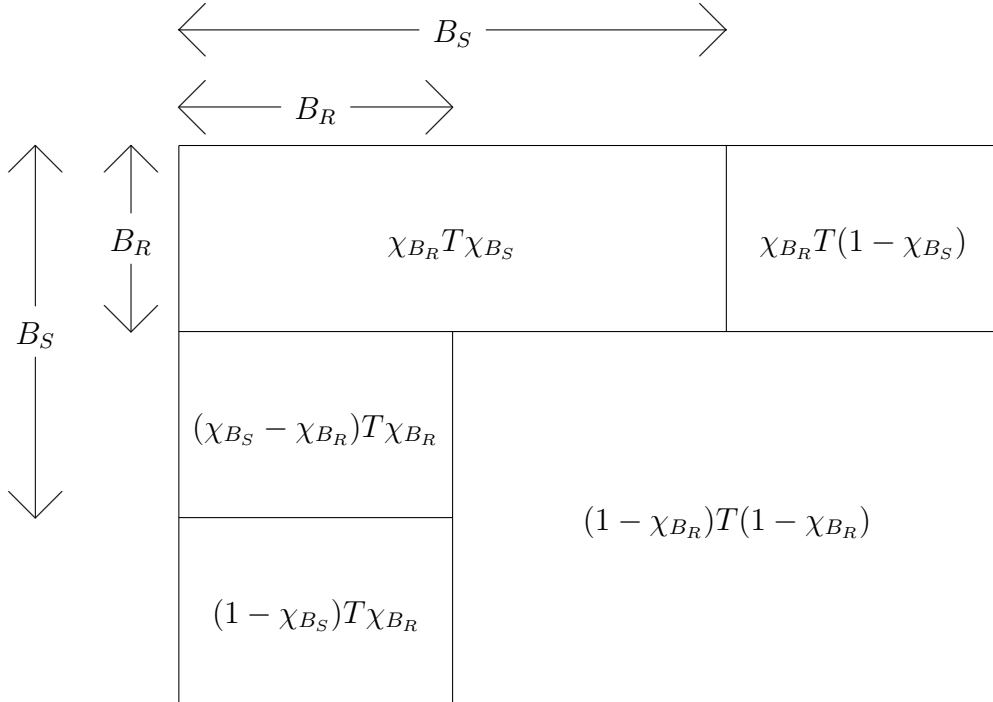 B_S
B_R
B_S
B_R
χ_{B_R}Tχ_{B_S}
χ_{B_R}T(1 − χ_{B_S})
(χ_{B_S} − χ_{B_R})Tχ_{B_R}
(1 − χ_{B_R})T(1 − χ_{B_R})
(1 − χ_{B_S})Tχ_{B_R}